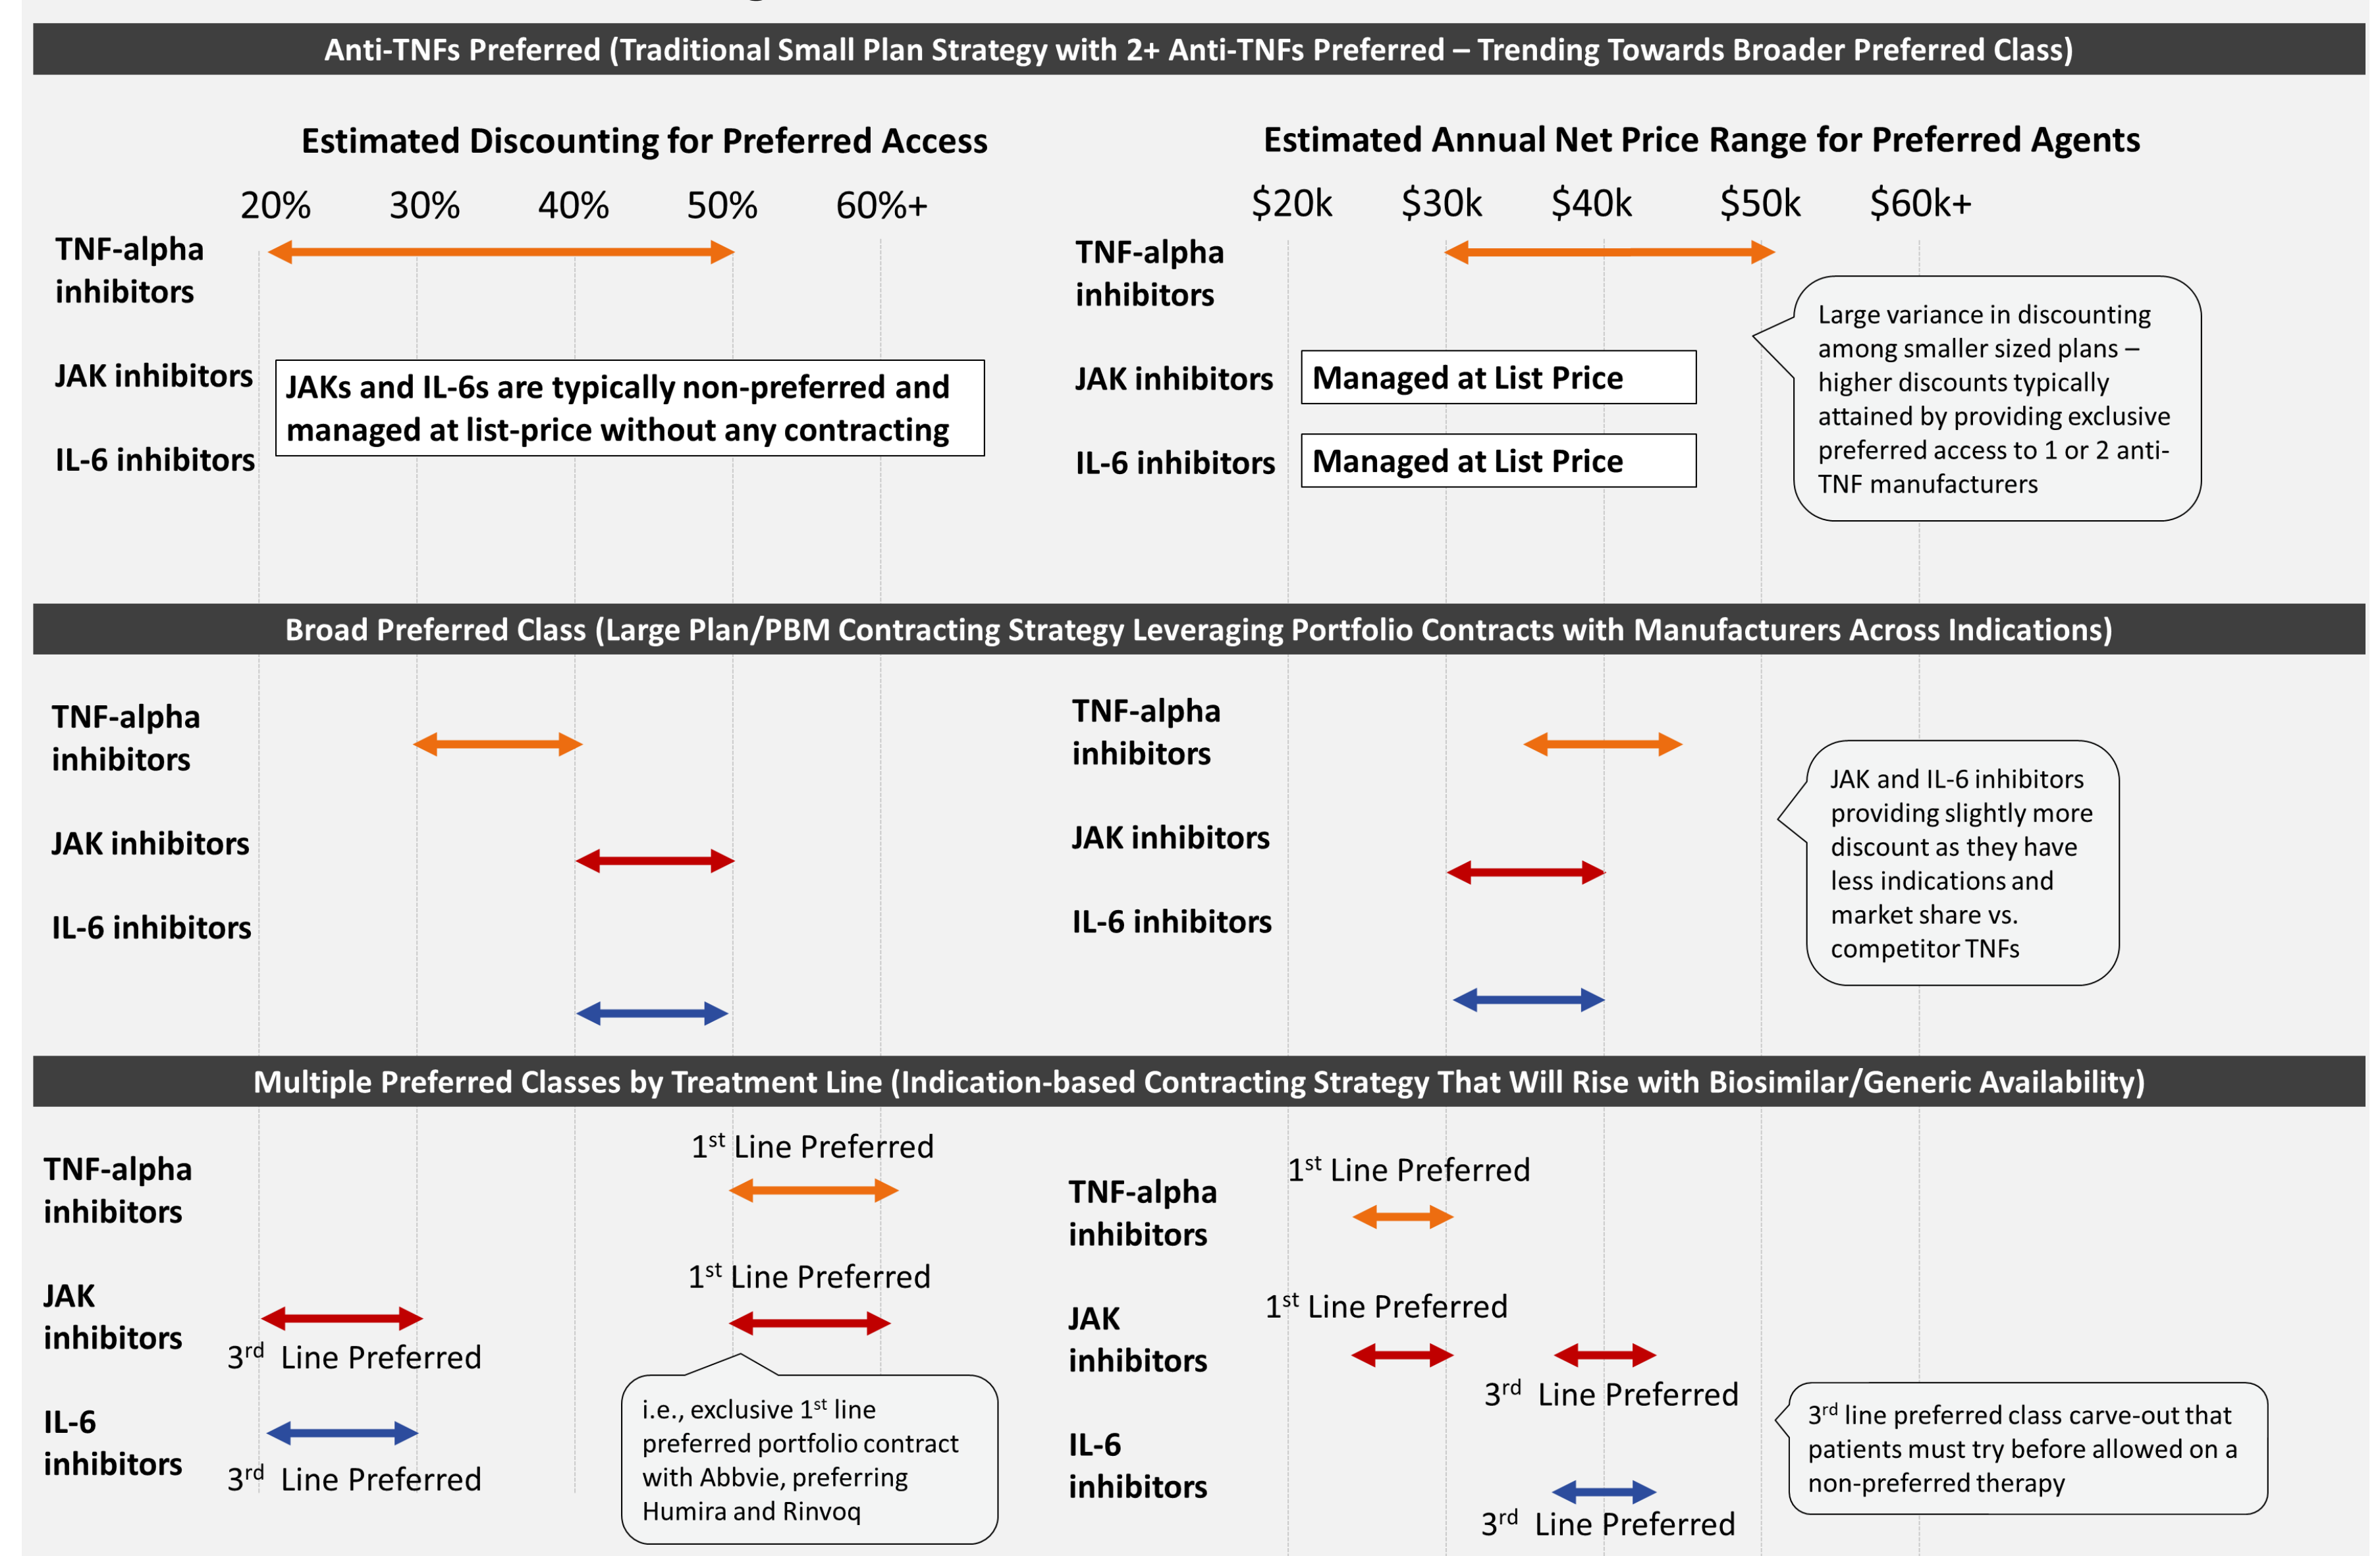 Anti-TNFs Preferred (Traditional Small Plan Strategy with 2+ Anti-TNFs Preferred – Trending Towards Broader Preferred Class)
Estimated Discounting for Preferred Access
20% 30% 40% 50% 60%+
TNF-alpha
inhibitors
JAK inhibitors
JAKs and IL-6s are typically non-preferred and
managed at list-price without any contracting
IL-6 inhibitors
Estimated Annual Net Price Range for Preferred Agents
$20k $30k $40k $50k $60k+
TNF-alpha
inhibitors
JAK inhibitors
Managed at List Price
IL-6 inhibitors
Managed at List Price
Large variance in discounting
among smaller sized plans –
higher discounts typically
attained by providing exclusive
preferred access to 1 or 2 anti-
TNF manufacturers
Broad Preferred Class (Large Plan/PBM Contracting Strategy Leveraging Portfolio Contracts with Manufacturers Across Indications)
TNF-alpha
inhibitors
JAK inhibitors
IL-6 inhibitors
TNF-alpha
inhibitors
JAK inhibitors
IL-6 inhibitors
JAK and IL-6 inhibitors
providing slightly more
discount as they have
less indications and
market share vs.
competitor TNFs
Multiple Preferred Classes by Treatment Line (Indication-based Contracting Strategy That Will Rise with Biosimilar/Generic Availability)
TNF-alpha
inhibitors
1st Line Preferred
JAK
inhibitors
1st Line Preferred
3rd Line Preferred
IL-6
inhibitors
3rd Line Preferred
i.e., exclusive 1st line
preferred portfolio contract
with Abbvie, preferring
Humira and Rinvoq
TNF-alpha
inhibitors
1st Line Preferred
JAK
inhibitors
1st Line Preferred
3rd Line Preferred
IL-6
inhibitors
3rd Line Preferred
3rd line preferred class carve-out that
patients must try before allowed on a
non-preferred therapy